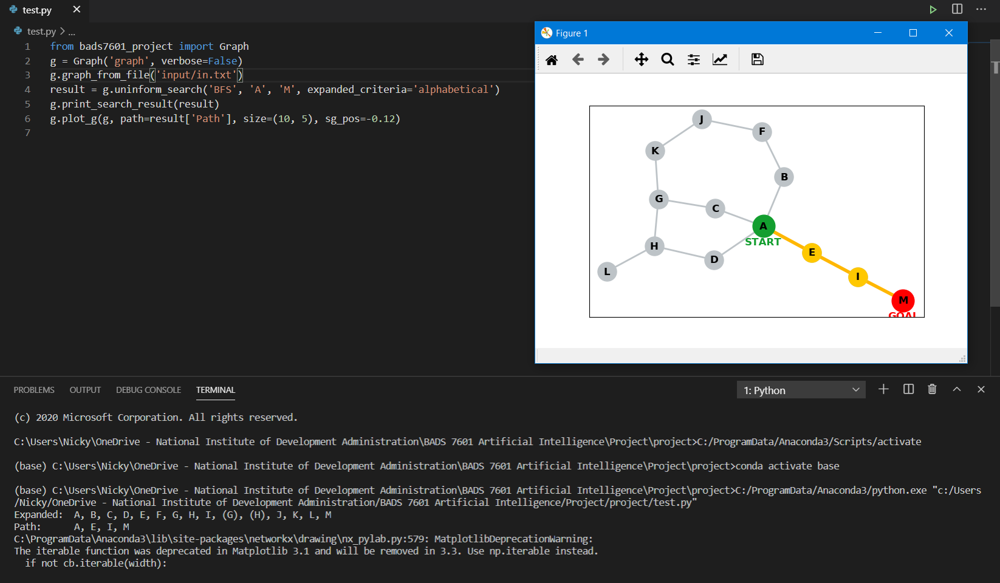 test.py
test.py > ...
1 from bads7601_project import Graph
2 g = Graph('graph', verbose=False)
3 g.graph_from_file('input/in.txt')
4 result = g.uninform_search('BFS', 'A', 'M', expanded_criteria='alphabetical')
5 g.print_search_result(result)
6 g.plot_g(g, path=result['Path'], size=(10, 5), sg_pos=-0.12)
7
Figure 1
J
F
K
B
G
C
A
START
H
E
D
L
I
M
GOAL
PROBLEMS OUTPUT DEBUG CONSOLE TERMINAL 1: Python
(c) 2020 Microsoft Corporation. All rights reserved.
C:\Users\Nicky\OneDrive - National Institute of Development Administration\BADS 7601 Artificial Intelligence\Project\project>C:/ProgramData/Anaconda3/Scripts/activate
(base) C:\Users\Nicky\OneDrive - National Institute of Development Administration\BADS 7601 Artificial Intelligence\Project\project>conda activate base
(base) C:\Users\Nicky\OneDrive - National Institute of Development Administration\BADS 7601 Artificial Intelligence\Project\project>C:/ProgramData/Anaconda3/python.exe "c:/Users
/Nicky/OneDrive - National Institute of Development Administration/BADS 7601 Artificial Intelligence/Project/project/test.py"
Expanded: A, B, C, D, E, F, G, H, I, (G), (H), J, K, L, M
Path: A, E, I, M
C:\ProgramData\Anaconda3\lib\site-packages\networkx\drawing\nx_pylab.py:579: MatplotlibDeprecationWarning:
The iterable function was deprecated in Matplotlib 3.1 and will be removed in 3.3. Use np.iterable instead.
if not cb.iterable(width):